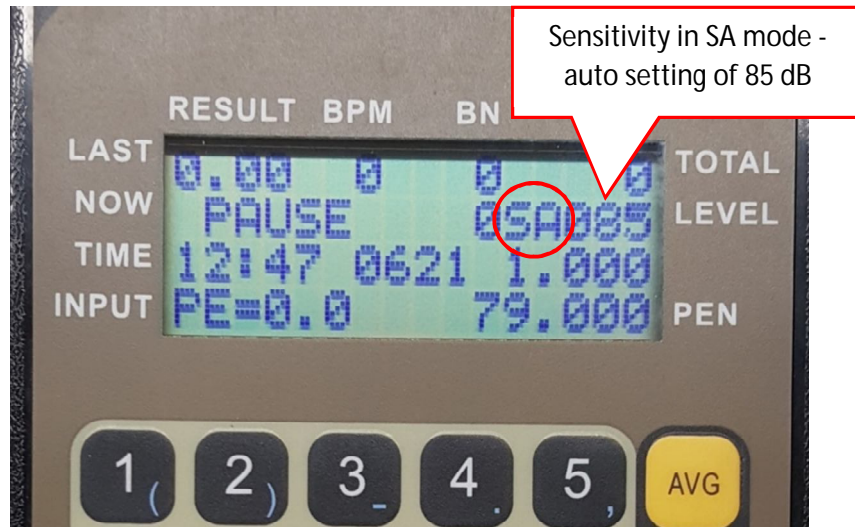 Sensitivity in SA mode -
auto setting of 85 dB
RESULT BPM BN
LAST 0.00 0 0 0 TOTAL
NOW PAUSE 0SA085 LEVEL
TIME 12:47 0621 1.000
INPUT PE=0.0 79.000 PEN
1( 2) 3_ 4. 5, AVG